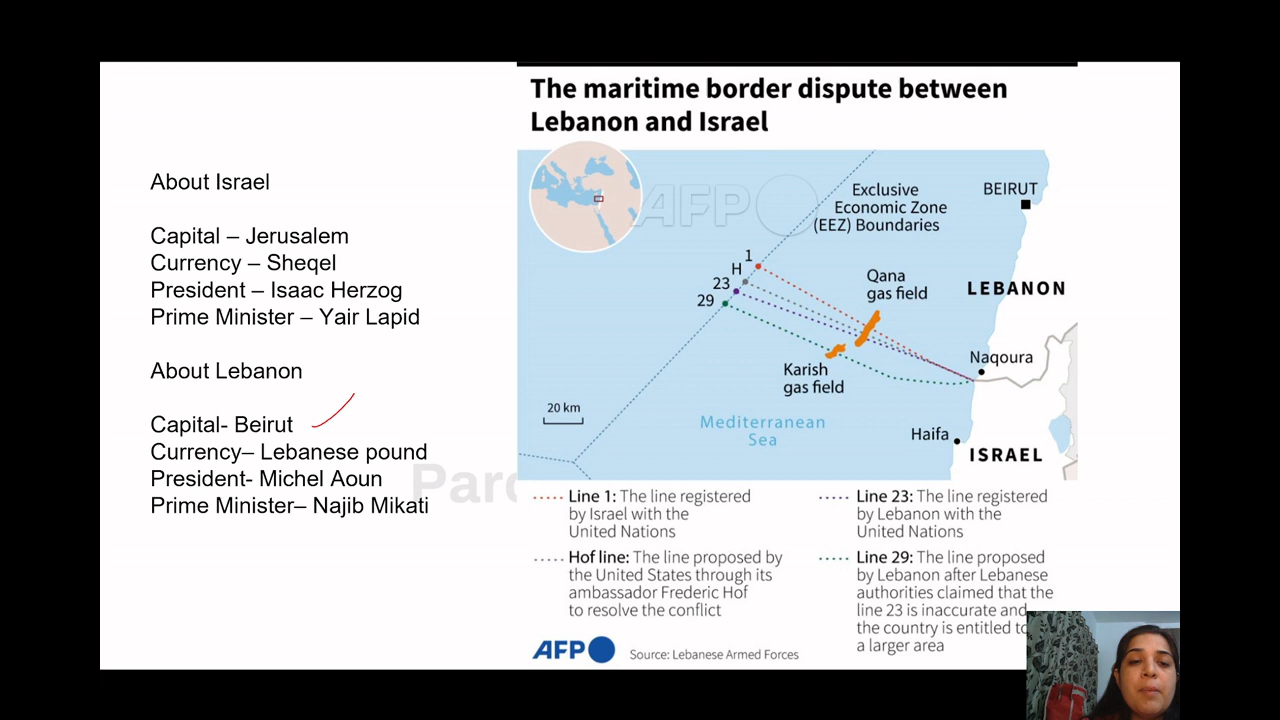 About Israel
Capital – Jerusalem
Currency – Sheqel
President – Isaac Herzog
Prime Minister – Yair Lapid
About Lebanon
Capital- Beirut
Currency– Lebanese pound
President- Michel Aoun
Prime Minister– Najib Mikati
The maritime border dispute between
Lebanon and Israel
AFP
Exclusive
Economic Zone
(EEZ) Boundaries
BEIRUT
1
H
23
29
Qana
gas field
LEBANON
Karish
gas field
Naqoura
20 km
Mediterranean
Sea
Haifa
ISRAEL
Line 1: The line registered
by Israel with the
United Nations
Hof line: The line proposed by
the United States through its
ambassador Frederic Hof
to resolve the conflict
Line 23: The line registered
by Lebanon with the
United Nations
Line 29: The line proposed
by Lebanon after Lebanese
authorities claimed that the
line 23 is inaccurate and
the country is entitled
a larger area
AFP
Source: Lebanese Armed Forces